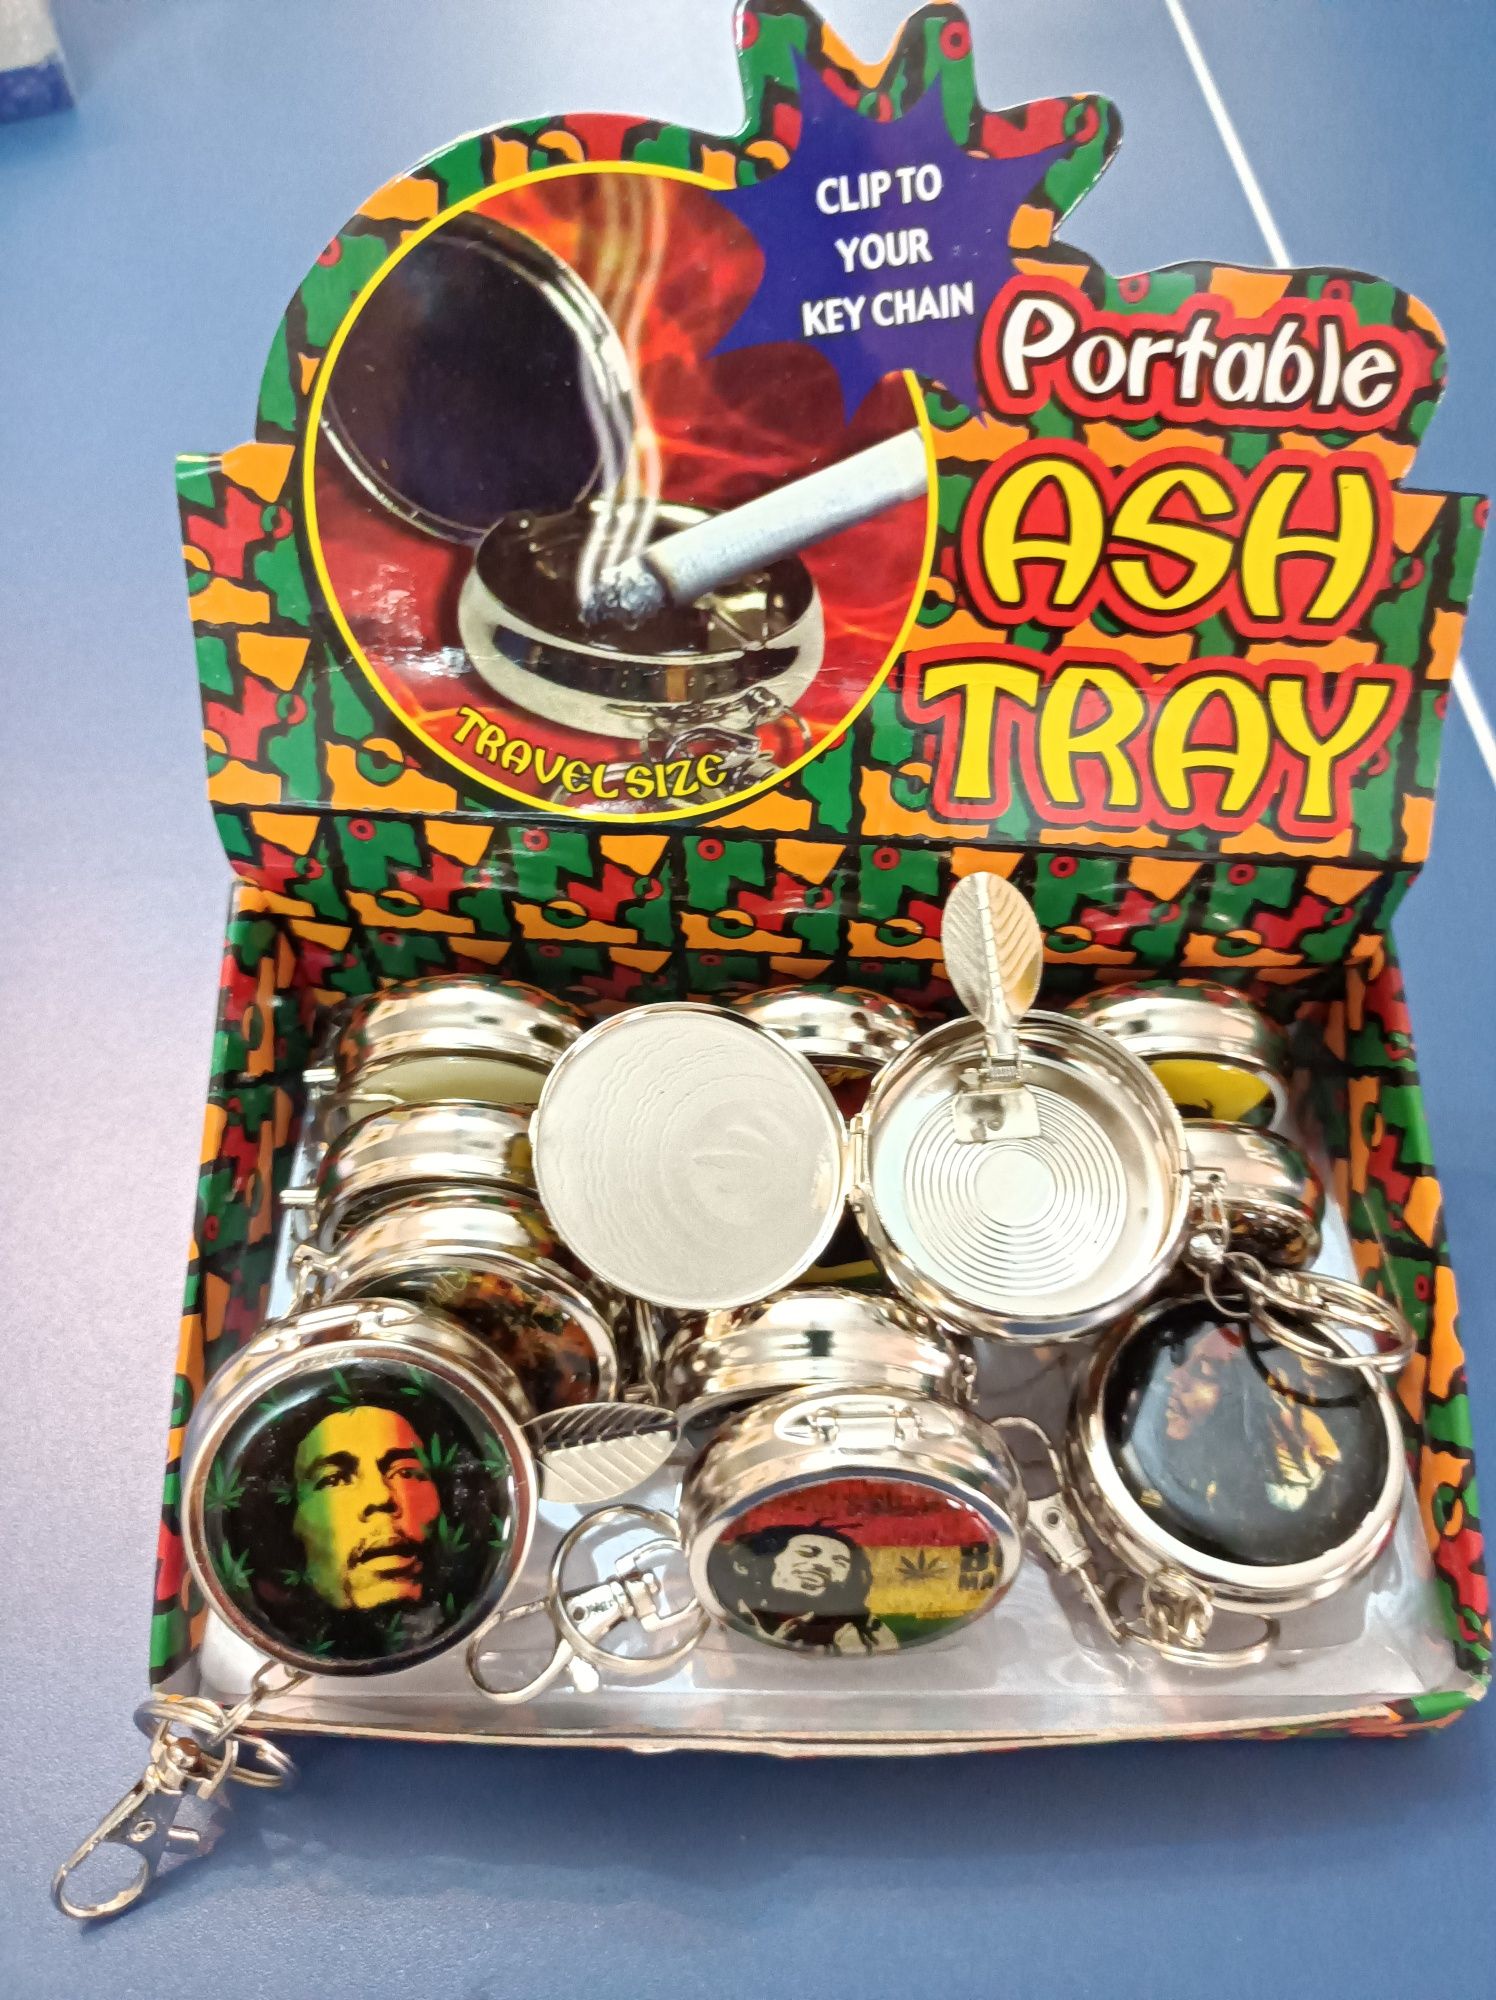 CLIP TO
YOUR
KEY CHAIN
Portable
ASH
TRAY
TRAVEL SIZE